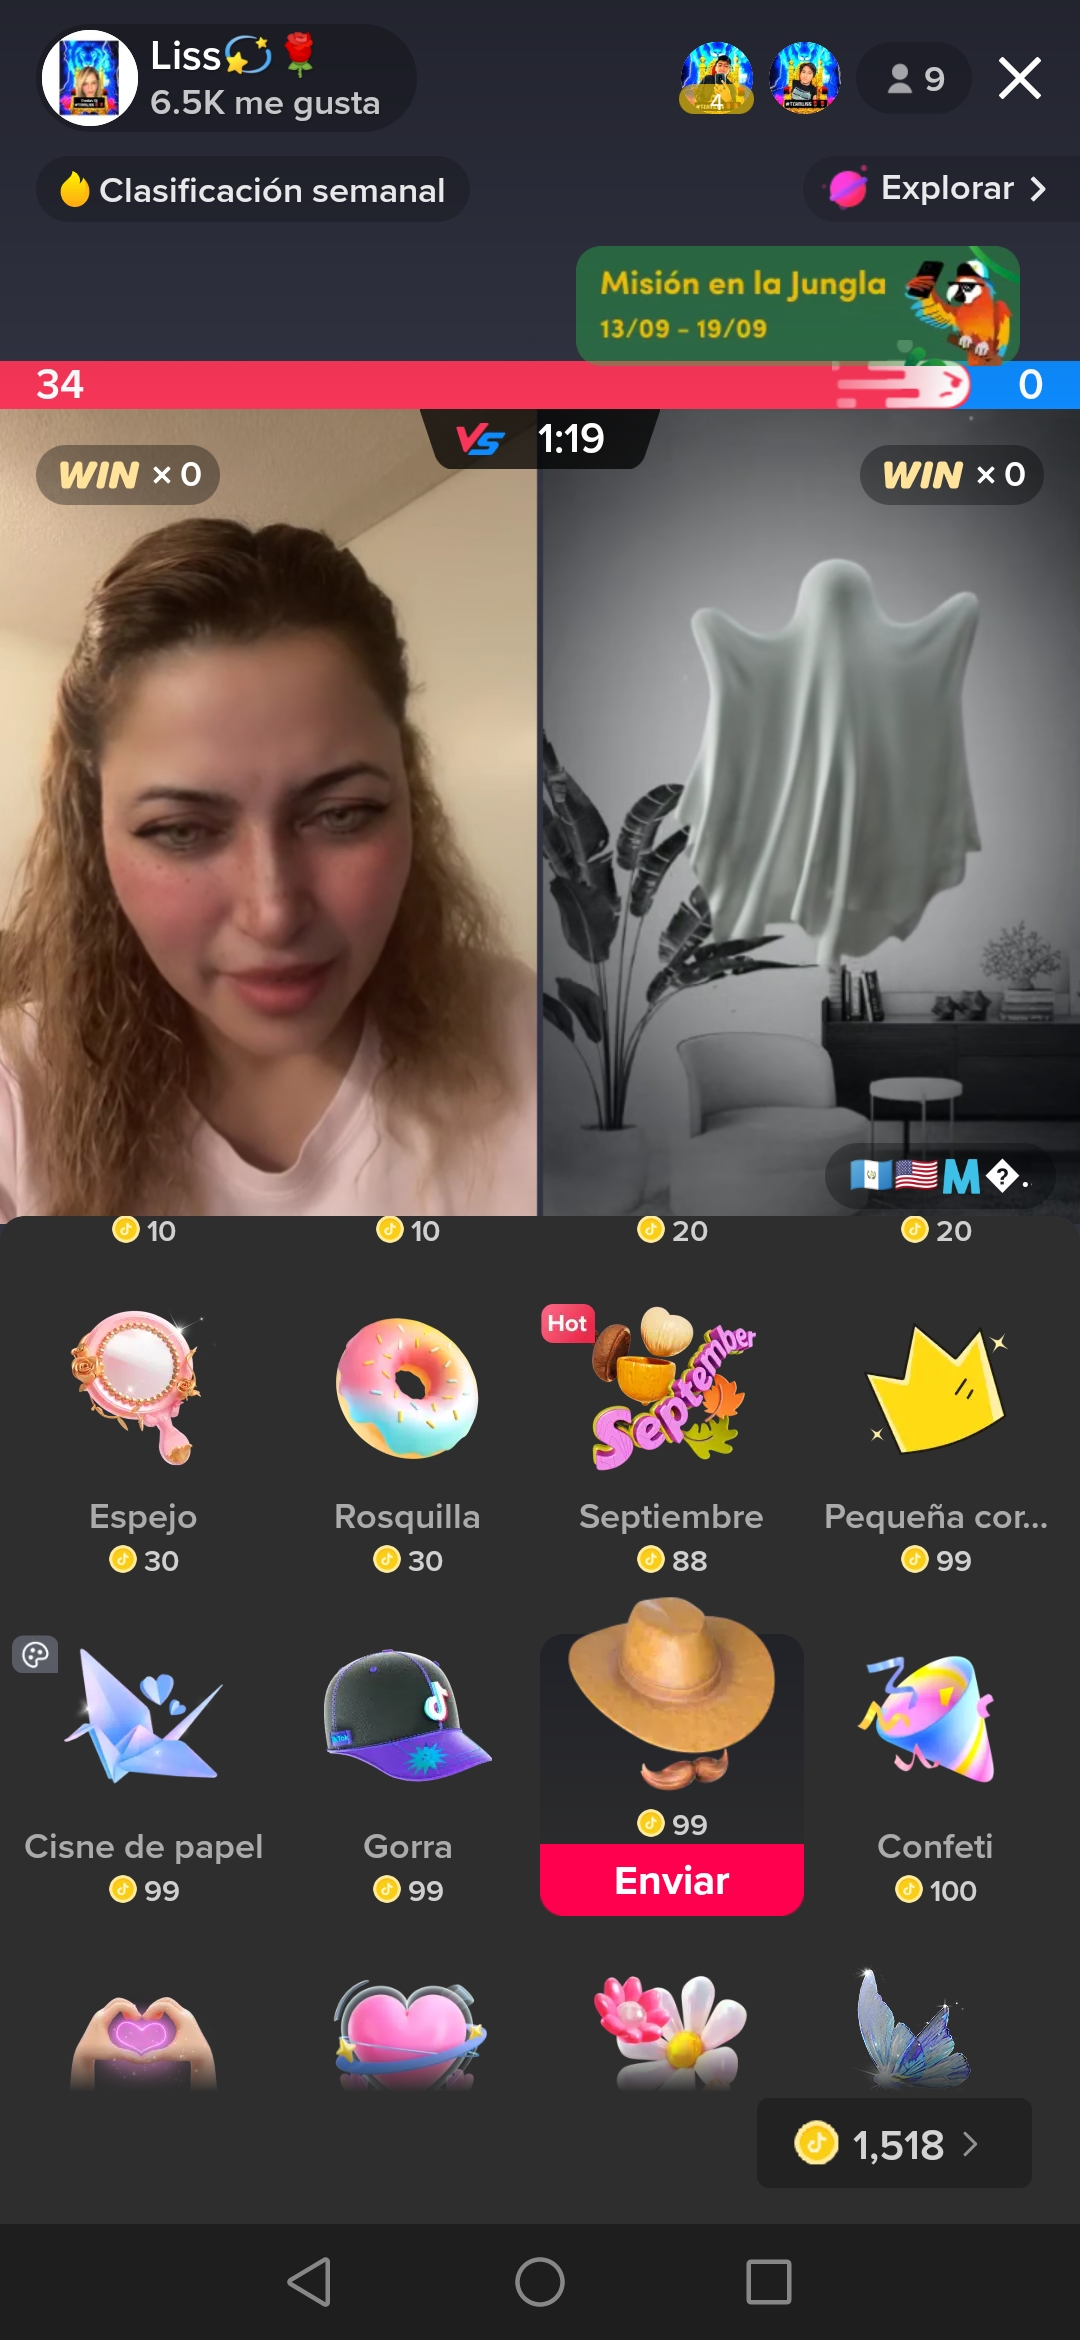 Liss💫🌹
6.5K me gusta
4
9
Clasificación semanal
Explorar
Misión en la Jungla
13/09 - 19/09
34
0
VS 1:19
WIN × 0
WIN × 0
M
10
10
20
20
Hot
September
Espejo
Rosquilla
Septiembre
Pequeña cor...
30
30
88
99
Cisne de papel
Gorra
99
Enviar
Confeti
99
99
100
1,518